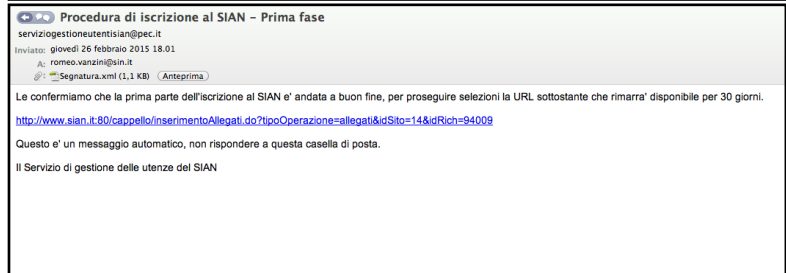 Procedura di iscrizione al SIAN – Prima fase
serviziogestioneutentisian@pec.it
Inviato: giovedì 26 febbraio 2015 18.01
A: romeo.vanzini@sin.it
Segnatura.xml (1,1 KB) Anteprima
Le confermiamo che la prima parte dell'iscrizione al SIAN e' andata a buon fine, per proseguire selezioni la URL sottostante che rimarra' disponibile per 30 giorni.
http://www.sian.it:80/cappello/inserimentoAllegati.do?tipoOperazione=allegati&idSito=14&idRich=94009
Questo e' un messaggio automatico, non rispondere a questa casella di posta.
Il Servizio di gestione delle utenze del SIAN